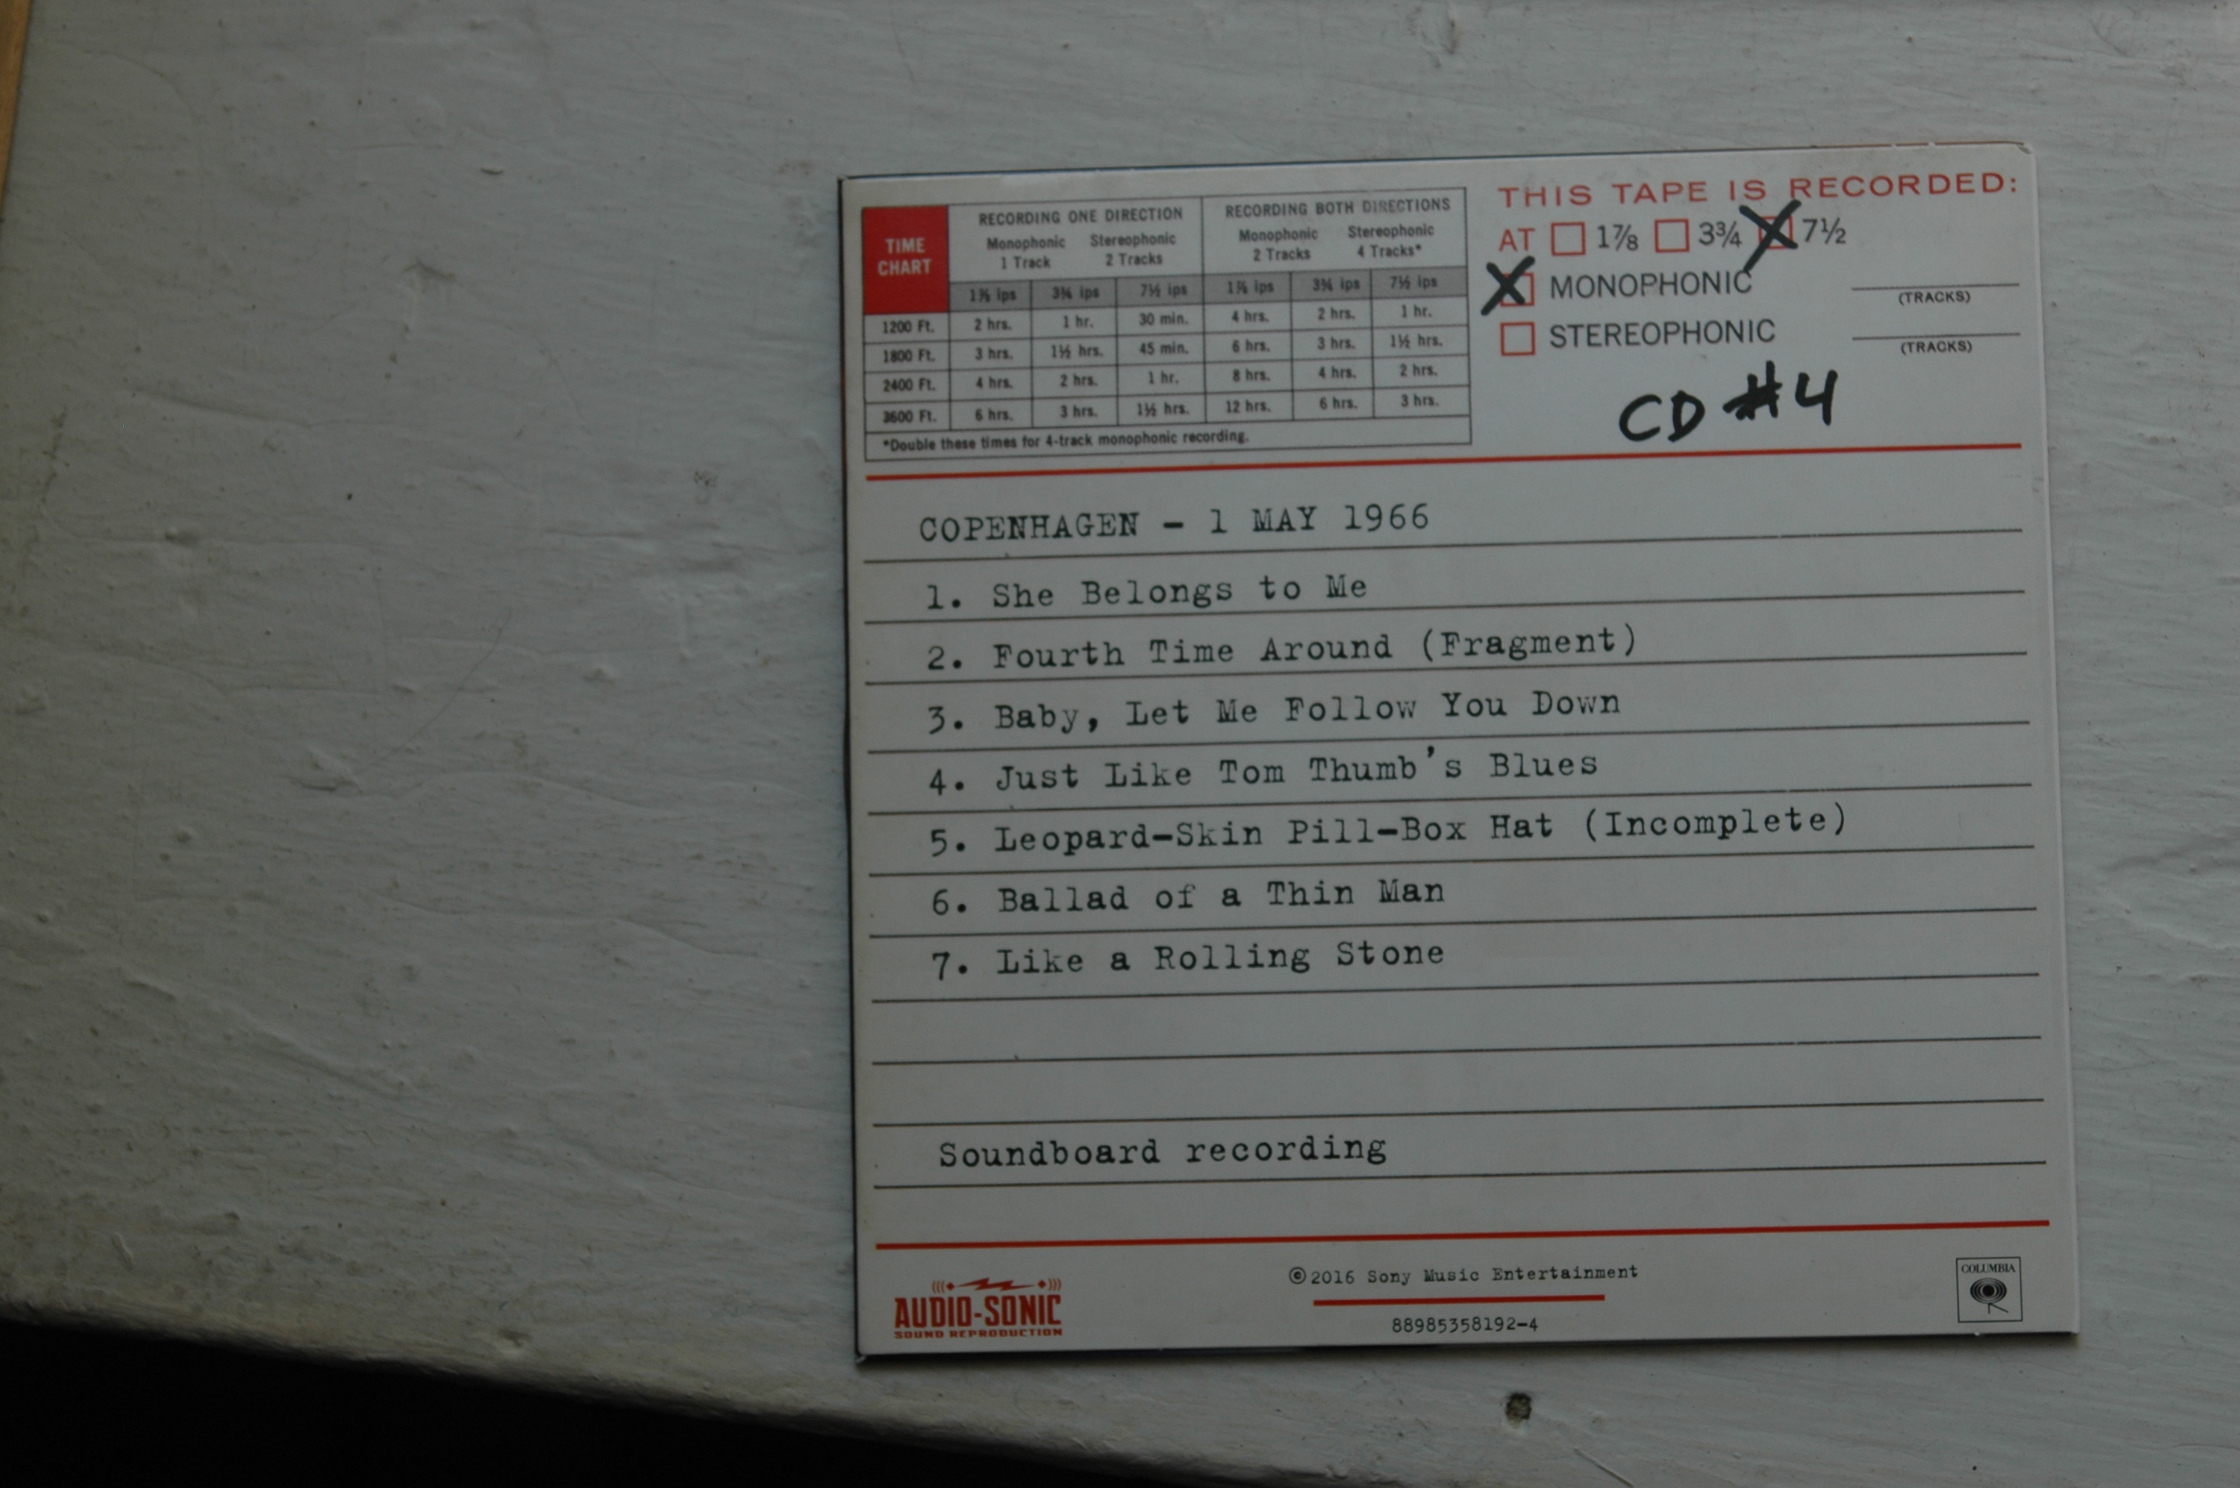 THIS TAPE IS RECORDED:
AT 1⅞ 3¾ 7½
MONOPHONIC (TRACKS)
STEREOPHONIC (TRACKS)
CD #4
TIME CHART
RECORDING ONE DIRECTION RECORDING BOTH DIRECTIONS
Monophonic 1 Track Stereophonic 2 Tracks Monophonic 2 Tracks Stereophonic 4 Tracks*
1⅞ ips 3¾ ips 7½ ips 1⅞ ips 3¾ ips 7½ ips
1200 Ft. 2 hrs. 1 hr. 30 min. 4 hrs. 2 hrs. 1 hr.
1800 Ft. 3 hrs. 1½ hrs. 45 min. 6 hrs. 3 hrs. 1½ hrs.
2400 Ft. 4 hrs. 2 hrs. 1 hr. 8 hrs. 4 hrs. 2 hrs.
3600 Ft. 6 hrs. 3 hrs. 1½ hrs. 12 hrs. 6 hrs. 3 hrs.
*Double these times for 4-track monophonic recording.
COPENHAGEN - 1 MAY 1966
1. She Belongs to Me
2. Fourth Time Around (Fragment)
3. Baby, Let Me Follow You Down
4. Just Like Tom Thumb's Blues
5. Leopard-Skin Pill-Box Hat (Incomplete)
6. Ballad of a Thin Man
7. Like a Rolling Stone
Soundboard recording
AUDIO-SONIC
SOUND REPRODUCTION
©2016 Sony Music Entertainment
88985358192-4
COLUMBIA